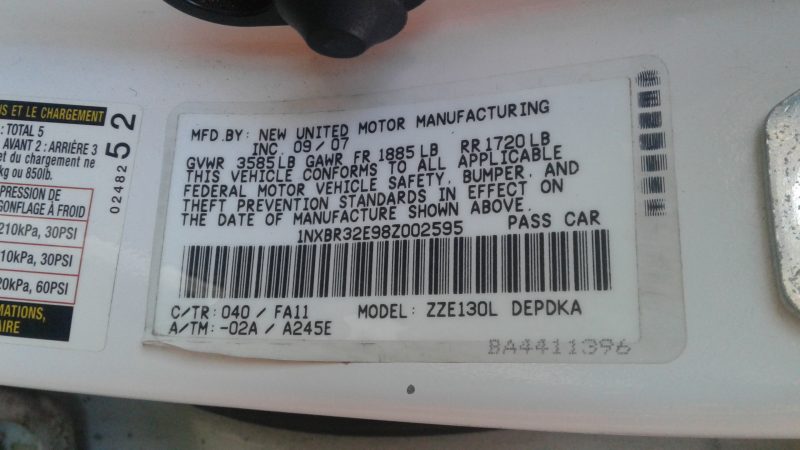 NS ET LE CHARGEMENT
: TOTAL 5
AVANT 2 : ARRIÈRE 3
et du chargement ne
kg ou 850lb.
PRESSION DE
GONFLAGE À FROID
210kPa, 30PSI
210kPa, 30PSI
20kPa, 60PSI
MATIONS,
AIRE
02482
52
MFD.BY: NEW UNITED MOTOR MANUFACTURING
INC. 09/07
GVWR 3585LB GAWR FR 1885LB RR1720LB
THIS VEHICLE CONFORMS TO ALL APPLICABLE
FEDERAL MOTOR VEHICLE SAFETY, BUMPER, AND
THEFT PREVENTION STANDARDS IN EFFECT ON
THE DATE OF MANUFACTURE SHOWN ABOVE.
1NXBR32E98Z002595 PASS CAR
C/TR: 040 / FA11 MODEL: ZZE130L DEPDKA
A/TM: -02A / A245E
BA4411396